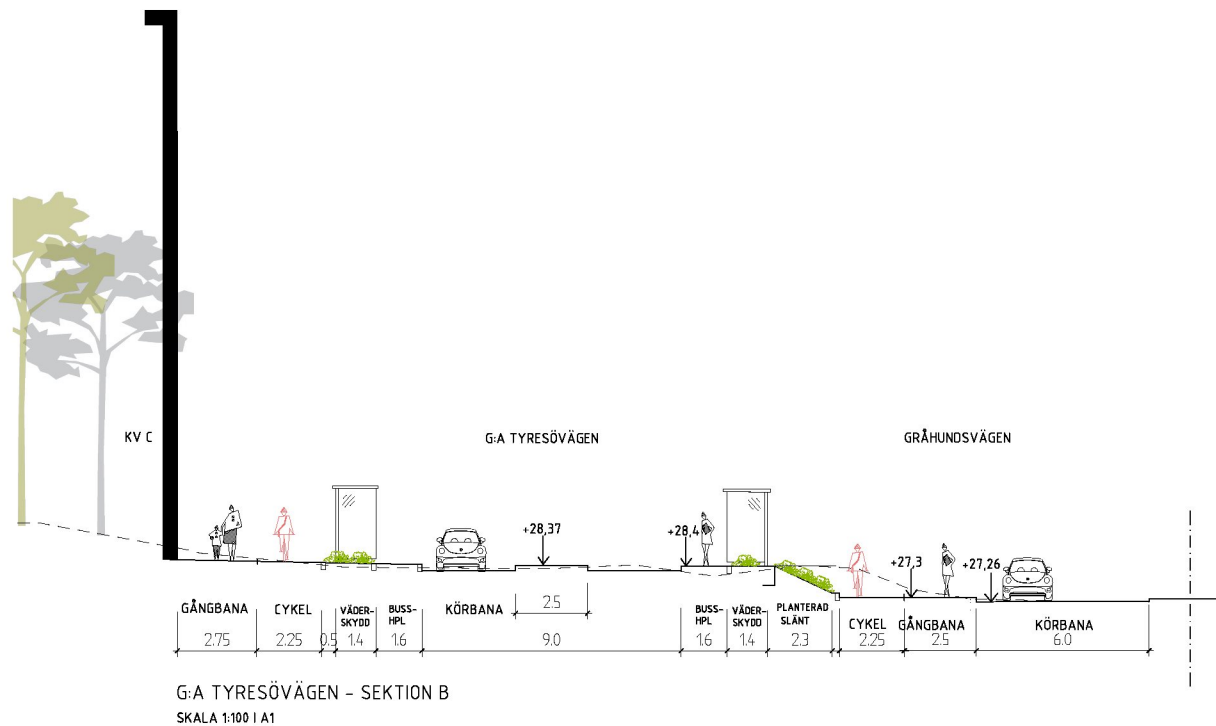 KV C
G:A TYRESÖVÄGEN
GRÅHUNDSVÄGEN
+28,37
+28,4
+27,3
+27,26
GÅNGBANA
2.75
CYKEL
2.25
0.5
VÄDER-
SKYDD
1.4
BUSS-
HPL
1.6
KÖRBANA
2.5
9.0
BUSS-
HPL
1.6
VÄDER-
SKYDD
1.4
PLANTERAD
SLÄNT
2.3
CYKEL
2.25
GÅNGBANA
2.5
KÖRBANA
6.0
G:A TYRESÖVÄGEN - SEKTION B
SKALA 1:100 I A1